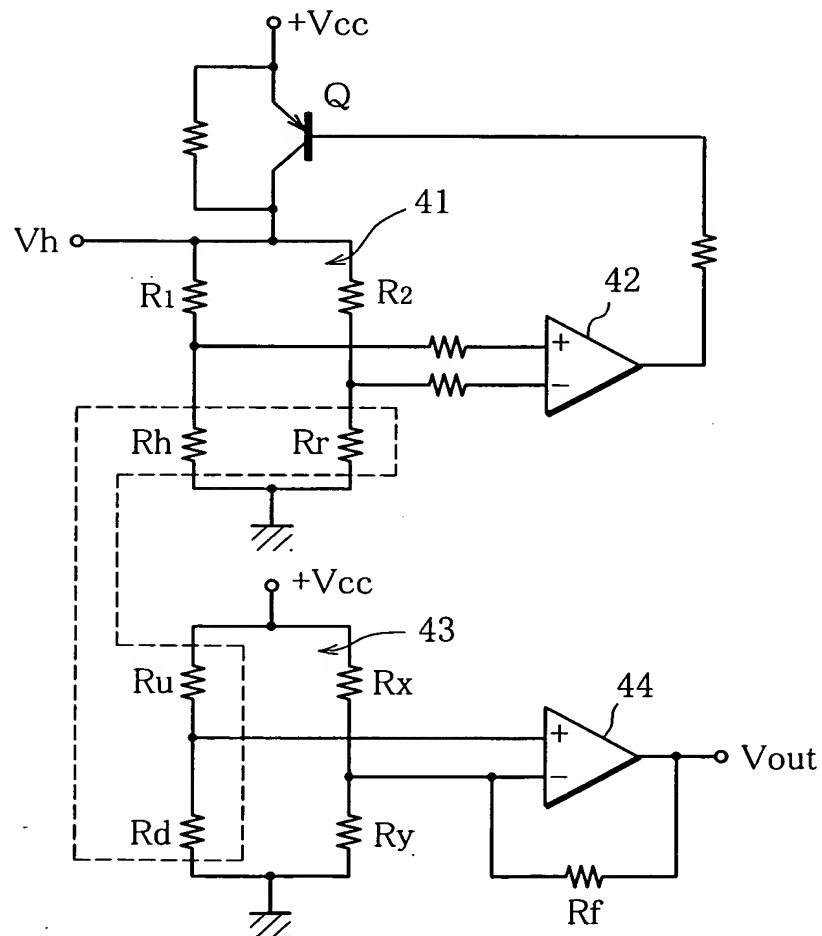 +Vcc
Q
41
Vh
R1
R2
42
+
−
Rh
Rr
+Vcc
43
Ru
Rx
44
+
−
Vout
Rd
Ry
Rf